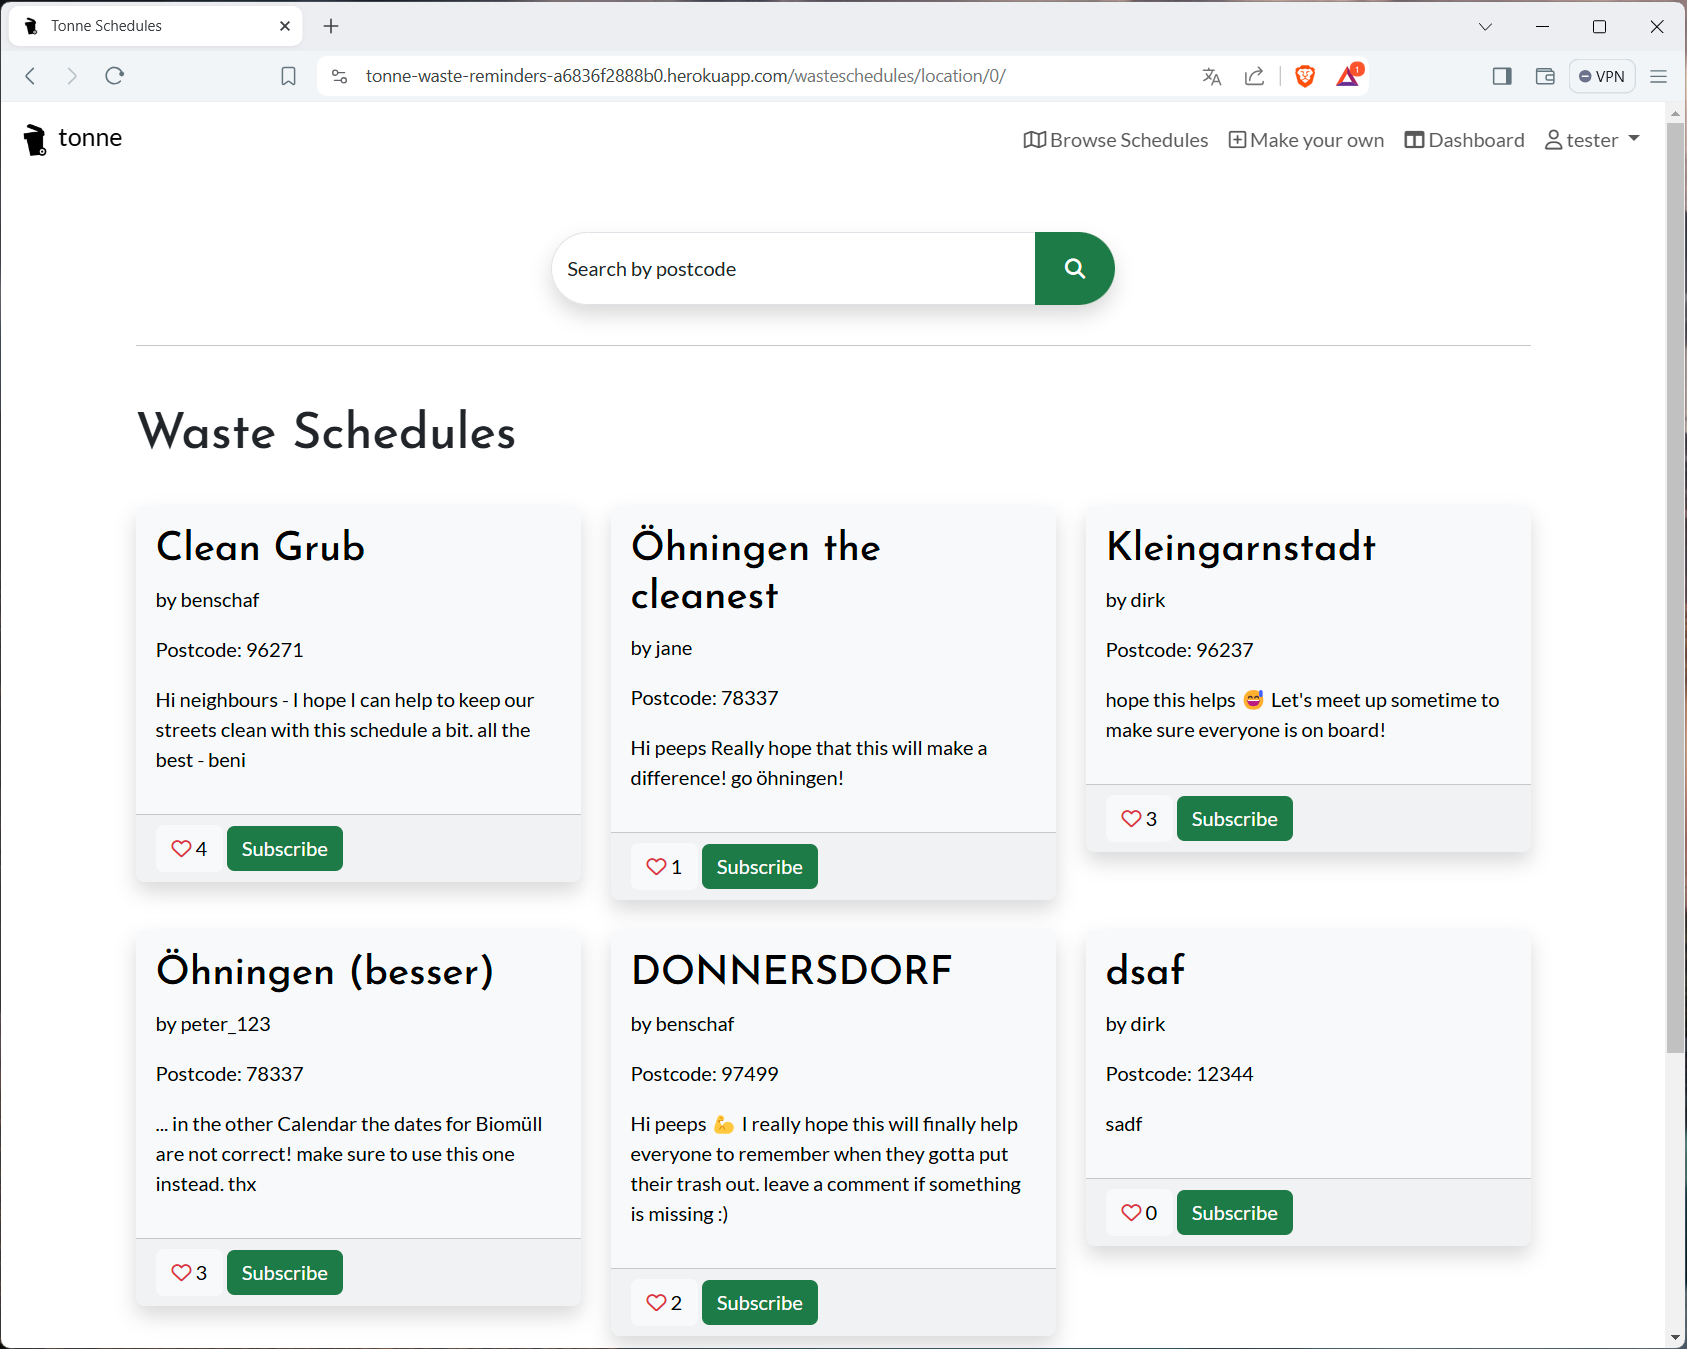 Tonne Schedules
tonne-waste-reminders-a6836f2888b0.herokuapp.com/wasteschedules/location/0/
1
VPN
tonne
Browse Schedules
Make your own
Dashboard
tester
Search by postcode
Waste Schedules
Clean Grub
by benschaf
Postcode: 96271
Hi neighbours - I hope I can help to keep our
streets clean with this schedule a bit. all the
best - beni
4
Subscribe
Öhningen the
cleanest
by jane
Postcode: 78337
Hi peeps Really hope that this will make a
difference! go öhningen!
1
Subscribe
Kleingarnstadt
by dirk
Postcode: 96237
hope this helps 😅 Let's meet up sometime to
make sure everyone is on board!
3
Subscribe
Öhningen (besser)
by peter_123
Postcode: 78337
... in the other Calendar the dates for Biomüll
are not correct! make sure to use this one
instead. thx
3
Subscribe
DONNERSDORF
by benschaf
Postcode: 97499
Hi peeps 💪 I really hope this will finally help
everyone to remember when they gotta put
their trash out. leave a comment if something
is missing :)
2
Subscribe
dsaf
by dirk
Postcode: 12344
sadf
0
Subscribe